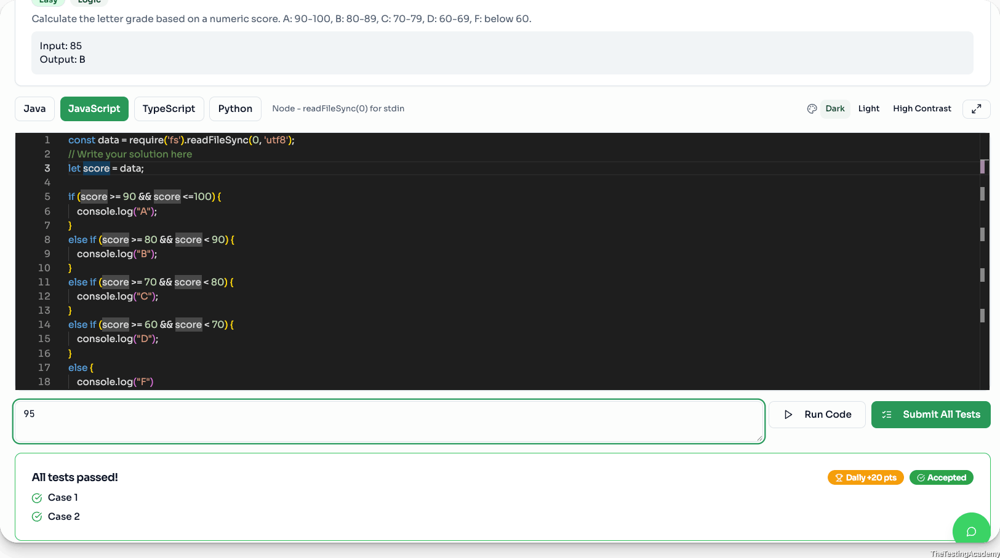 Easy Logic
Calculate the letter grade based on a numeric score. A: 90-100, B: 80-89, C: 70-79, D: 60-69, F: below 60.
Input: 85
Output: B
Java JavaScript TypeScript Python Node - readFileSync(0) for stdin Dark Light High Contrast
1 const data = require('fs').readFileSync(0, 'utf8');
2 // Write your solution here
3 let score = data;
4
5 if (score >= 90 && score <=100) {
6 console.log("A");
7 }
8 else if (score >= 80 && score < 90) {
9 console.log("B");
10 }
11 else if (score >= 70 && score < 80) {
12 console.log("C");
13 }
14 else if (score >= 60 && score < 70) {
15 console.log("D");
16 }
17 else {
18 console.log("F")
95
Run Code Submit All Tests
All tests passed! Daily +20 pts Accepted
Case 1
Case 2
TheTestingAcademy